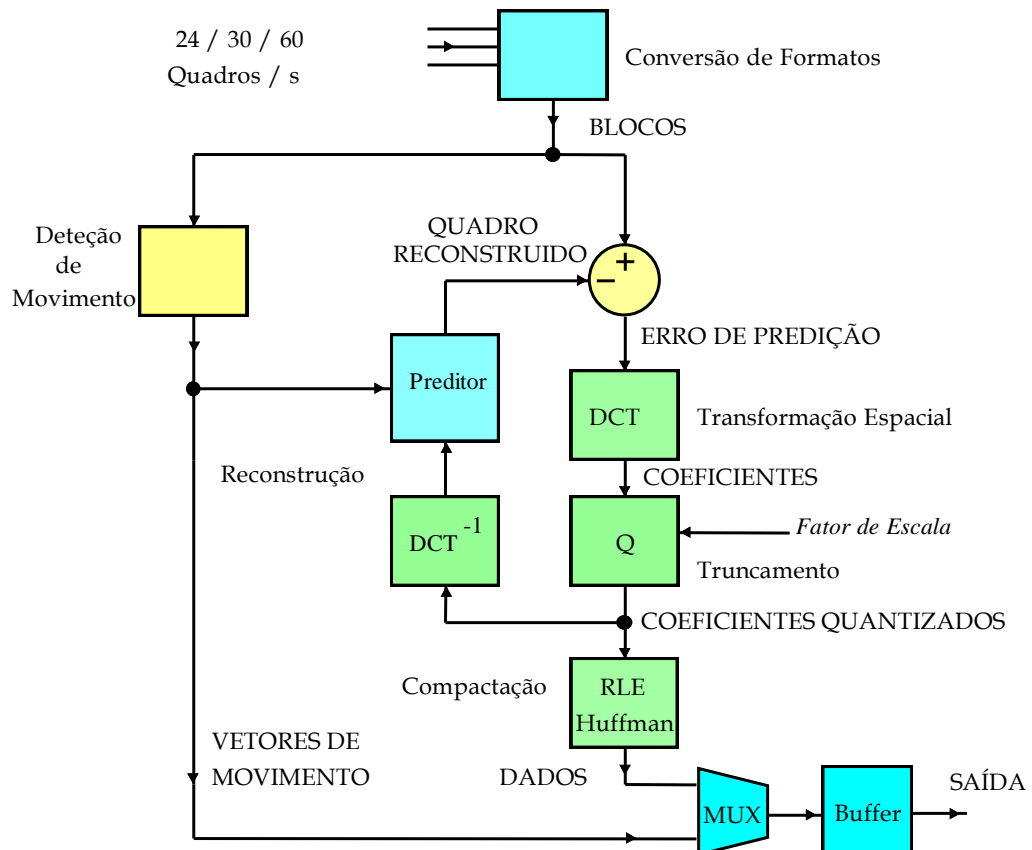 24 / 30 / 60
Quadros / s
Conversão de Formatos
BLOCOS
Deteção
de
Movimento
QUADRO
RECONSTRUIDO
+
−
ERRO DE PREDIÇÃO
Preditor
DCT
Transformação Espacial
Reconstrução
COEFICIENTES
DCT -1
Q
Fator de Escala
Truncamento
COEFICIENTES QUANTIZADOS
Compactação
RLE
Huffman
VETORES DE
MOVIMENTO
DADOS
MUX
Buffer
SAÍDA